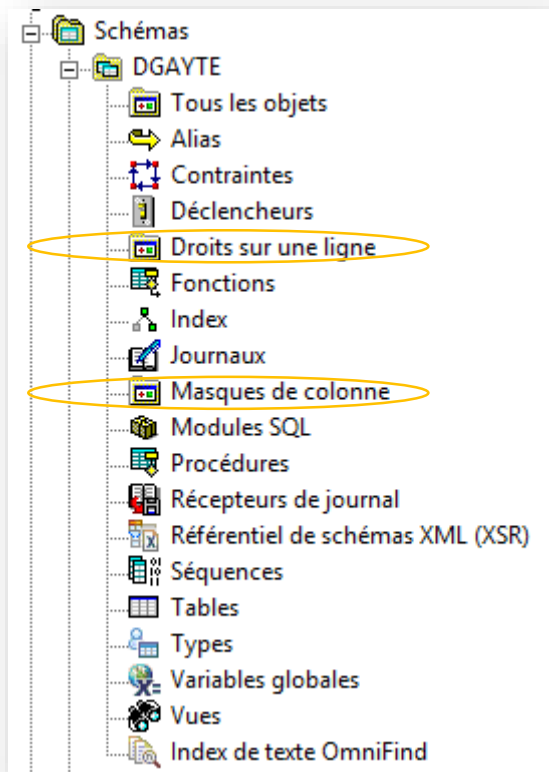 Schémas
DGAYTE
Tous les objets
Alias
Contraintes
Déclencheurs
Droits sur une ligne
Fonctions
Index
Journaux
Masques de colonne
Modules SQL
Procédures
Récepteurs de journal
Référentiel de schémas XML (XSR)
Séquences
Tables
Types
Variables globales
Vues
Index de texte OmniFind